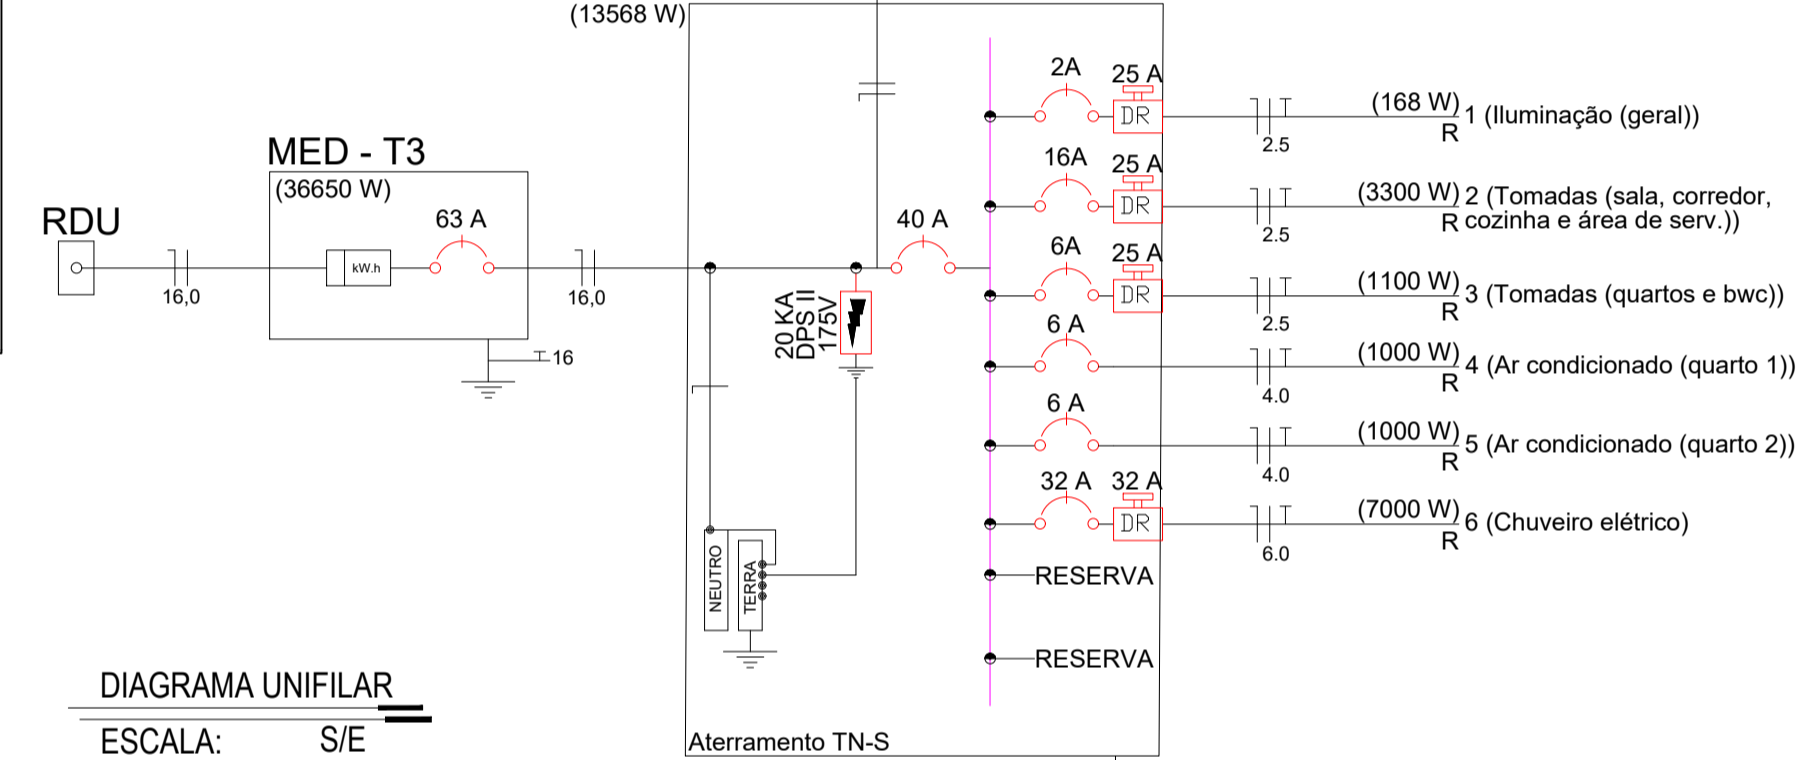 (13568 W)
MED - T3
(36650 W)
63 A
RDU
kW.h
16,0
16,0
16
40 A
20 KA
DPS II
175V
NEUTRO
TERRA
2A
25 A
DR
2.5
(168 W)
R
1 (Iluminação (geral))
16A
25 A
DR
2.5
(3300 W)
R
2 (Tomadas (sala, corredor,
cozinha e área de serv.))
6A
25 A
DR
2.5
(1100 W)
R
3 (Tomadas (quartos e bwc))
6 A
4.0
(1000 W)
R
4 (Ar condicionado (quarto 1))
6 A
4.0
(1000 W)
R
5 (Ar condicionado (quarto 2))
32 A
32 A
DR
6.0
(7000 W)
R
6 (Chuveiro elétrico)
RESERVA
RESERVA
Aterramento TN-S
DIAGRAMA UNIFILAR
ESCALA: S/E